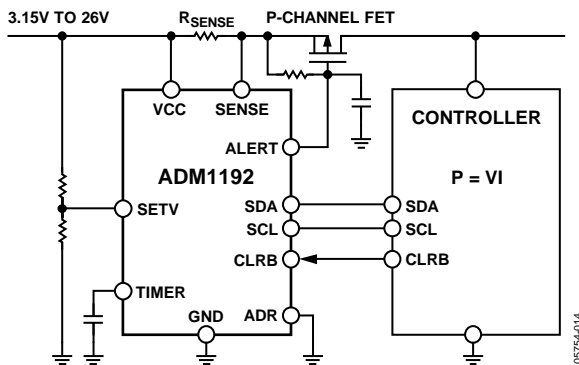 3.15V TO 26V
RSENSE
P-CHANNEL FET
VCC
SENSE
CONTROLLER
ALERT
ADM1192
P = VI
SETV
SDA
SDA
SCL
SCL
CLRB
CLRB
TIMER
GND
ADR
05754-014